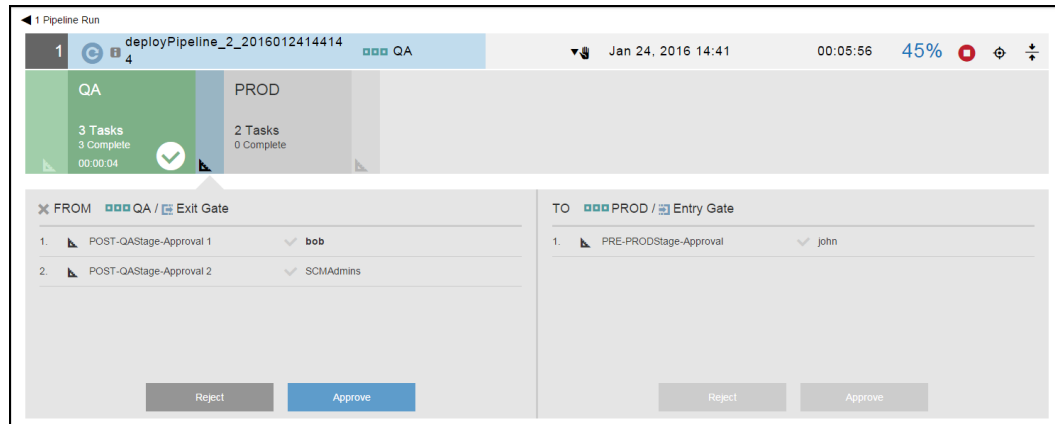 1 Pipeline Run
1 deployPipeline_2_2016012414414 QA Jan 24, 2016 14:41 00:05:56 45%
4
QA PROD
3 Tasks 2 Tasks
3 Complete 0 Complete
00:00:04
FROM QA / Exit Gate TO PROD / Entry Gate
1. POST-QAStage-Approval 1 bob 1. PRE-PRODStage-Approval john
2. POST-QAStage-Approval 2 SCMAdmins
Reject Approve Reject Approve